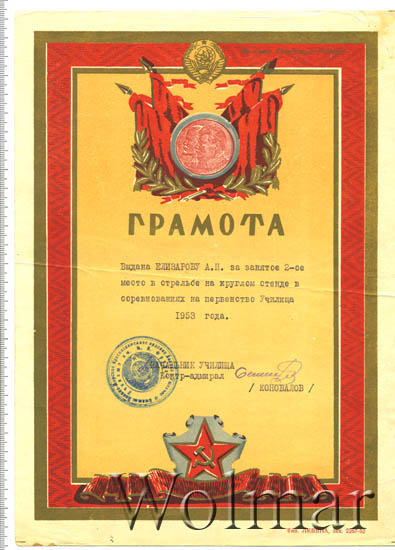 ГРАМОТА
Выдана ЕЛИЗАРОВУ А.П. за занятое 2-ое
место в стрельбе на круглом стенде в
соревнованиях на первенство Училища
1953 года.
НАЧАЛЬНИК УЧИЛИЩА
Контр-адмирал
/ КОНОВАЛОВ /
Wolmar